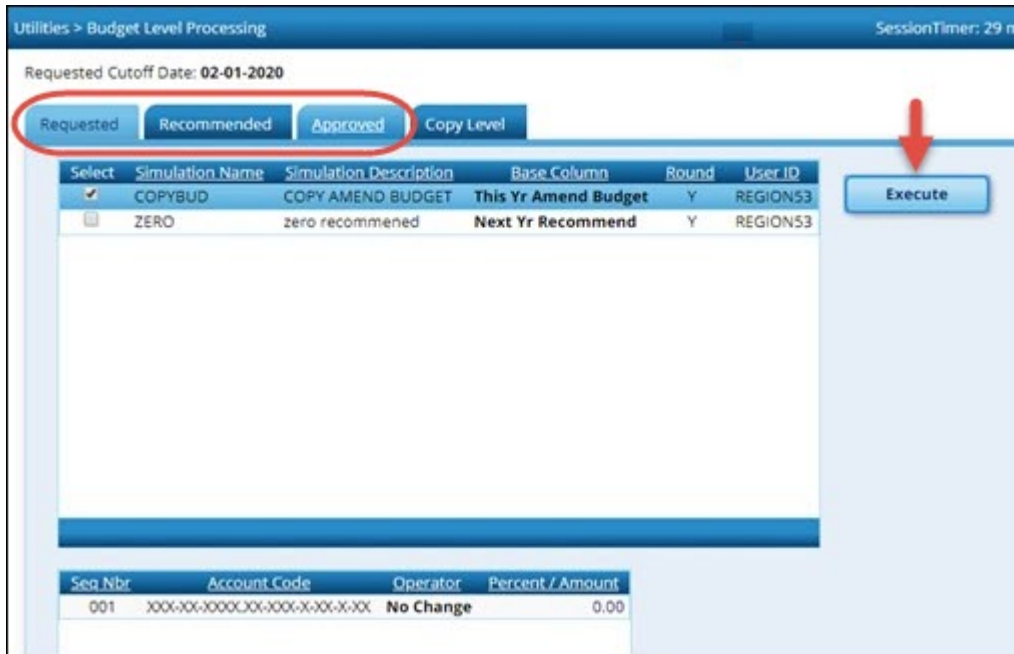 Utilities > Budget Level Processing SessionTimer: 29 m
Requested Cutoff Date: 02-01-2020
Requested Recommended Approved Copy Level
Select Simulation Name Simulation Description Base Column Round User ID
COPYBUD COPY AMEND BUDGET This Yr Amend Budget Y REGION53
ZERO zero recommened Next Yr Recommend Y REGION53
Execute
Seq Nbr Account Code Operator Percent / Amount
001 XXX-XX-XXXX.XX-XXX-X-XX-X-XX No Change 0.00